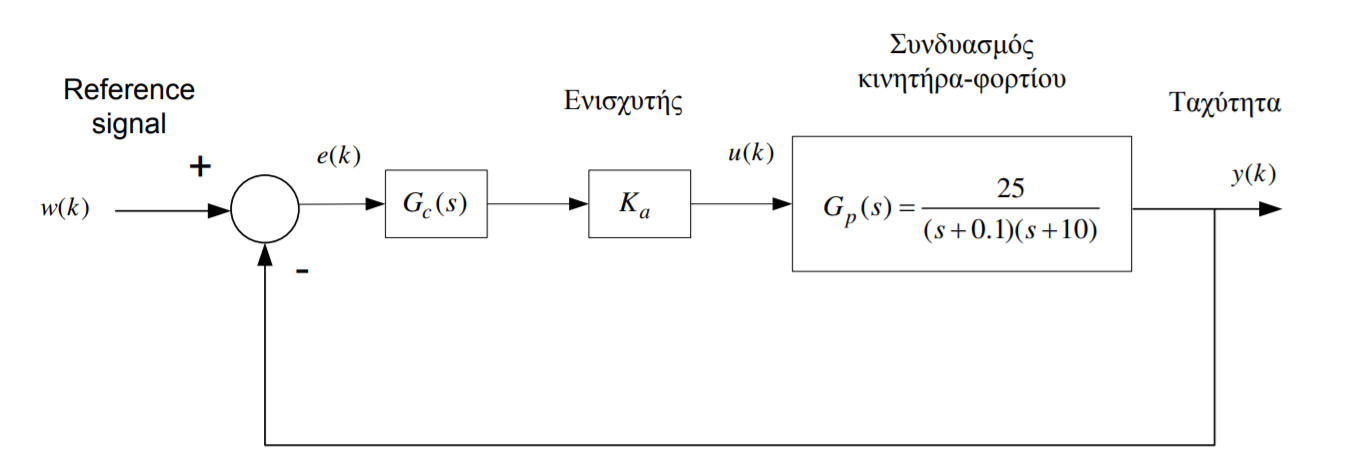 Reference
signal
Ενισχυτής
Συνδυασμός
κινητήρα-φορτίου
Ταχύτητα
w(k)
+
-
e(k)
G_c(s)
K_a
u(k)
G_p(s) = 25 / (s+0.1)(s+10)
y(k)